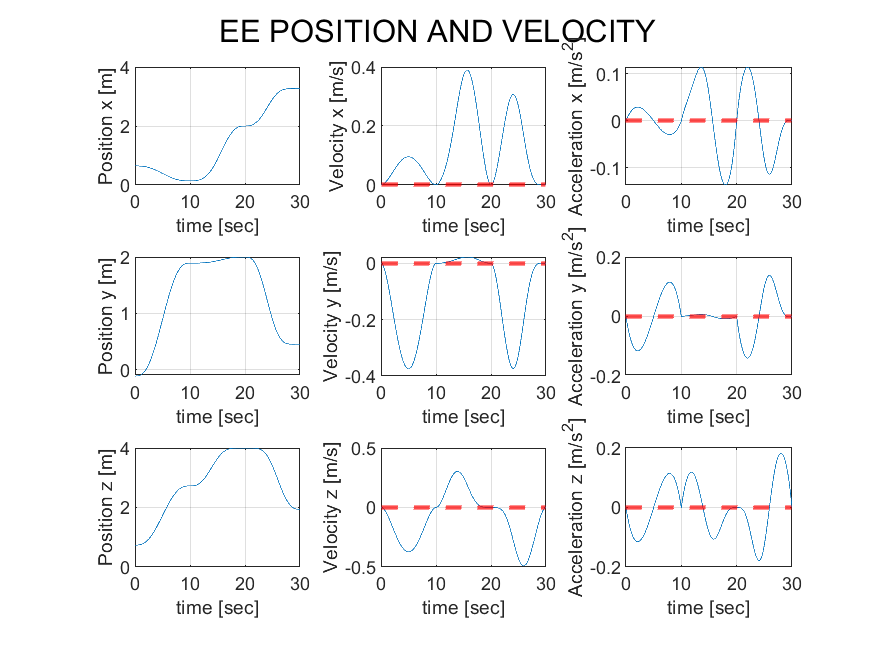 EE POSITION AND VELOCITY
Position x [m]
4
2
0
0 10 20 30
time [sec]
Velocity x [m/s]
0.4
0.2
0
0 10 20 30
time [sec]
Acceleration x [m/s²]
0.1
0
-0.1
0 10 20 30
time [sec]
Position y [m]
2
1
0
0 10 20 30
time [sec]
Velocity y [m/s]
0
-0.2
-0.4
0 10 20 30
time [sec]
Acceleration y [m/s²]
0.2
0
-0.2
0 10 20 30
time [sec]
Position z [m]
4
2
0
0 10 20 30
time [sec]
Velocity z [m/s]
0.5
0
-0.5
0 10 20 30
time [sec]
Acceleration z [m/s²]
0.2
0
-0.2
0 10 20 30
time [sec]